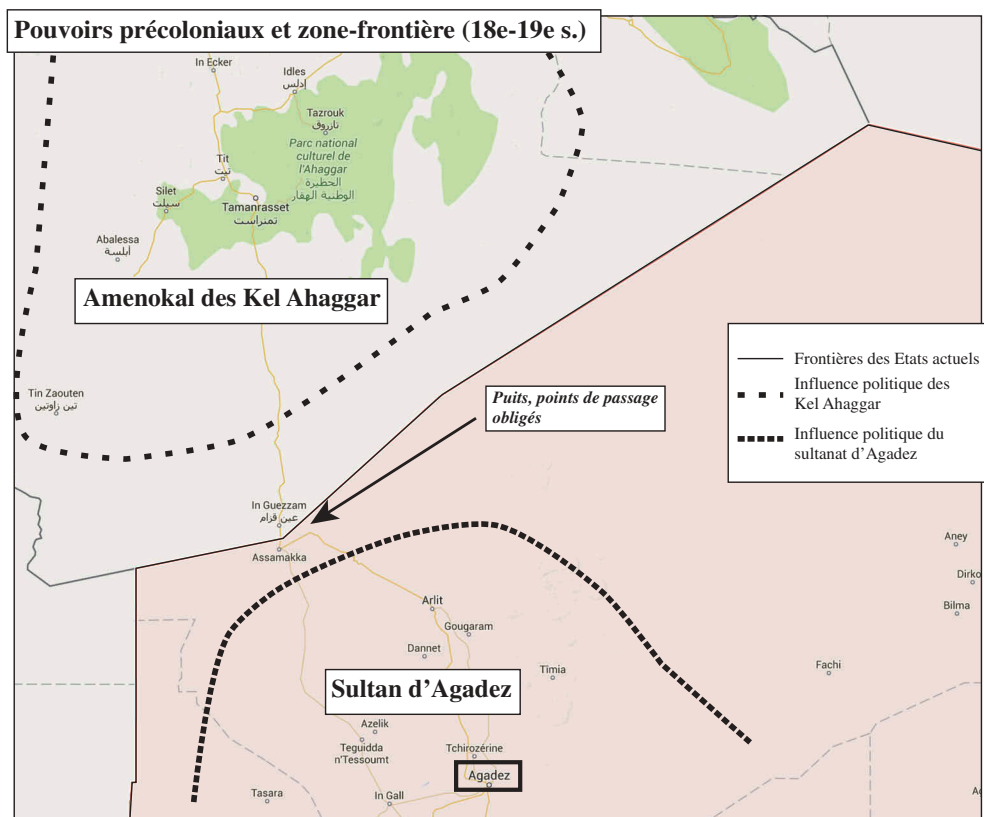 Pouvoirs précoloniaux et zone-frontière (18e-19e s.)
In Ecker
Idles
إدلس
Tazrouk
تازروق
Parc national
culturel de
l'Ahaggar
الحظيرة
الوطنية الهقار
Tit
تيت
Silet
سيلت
Tamanrasset
تمنراست
Abalessa
أبلسة
Amenokal des Kel Ahaggar
Frontières des Etats actuels
Influence politique des
Kel Ahaggar
Influence politique du
sultanat d'Agadez
Tin Zaouten
تين زاوتين
Puits, points de passage
obligés
In Guezzam
عين قزام
Assamakka
Aney
Dirko
Bilma
Arlit
Gougaram
Dannet
Timia
Fachi
Sultan d'Agadez
Azelik
Teguidda
n'Tessoumt
Tchirozérine
Agadez
Tasara
In Gall